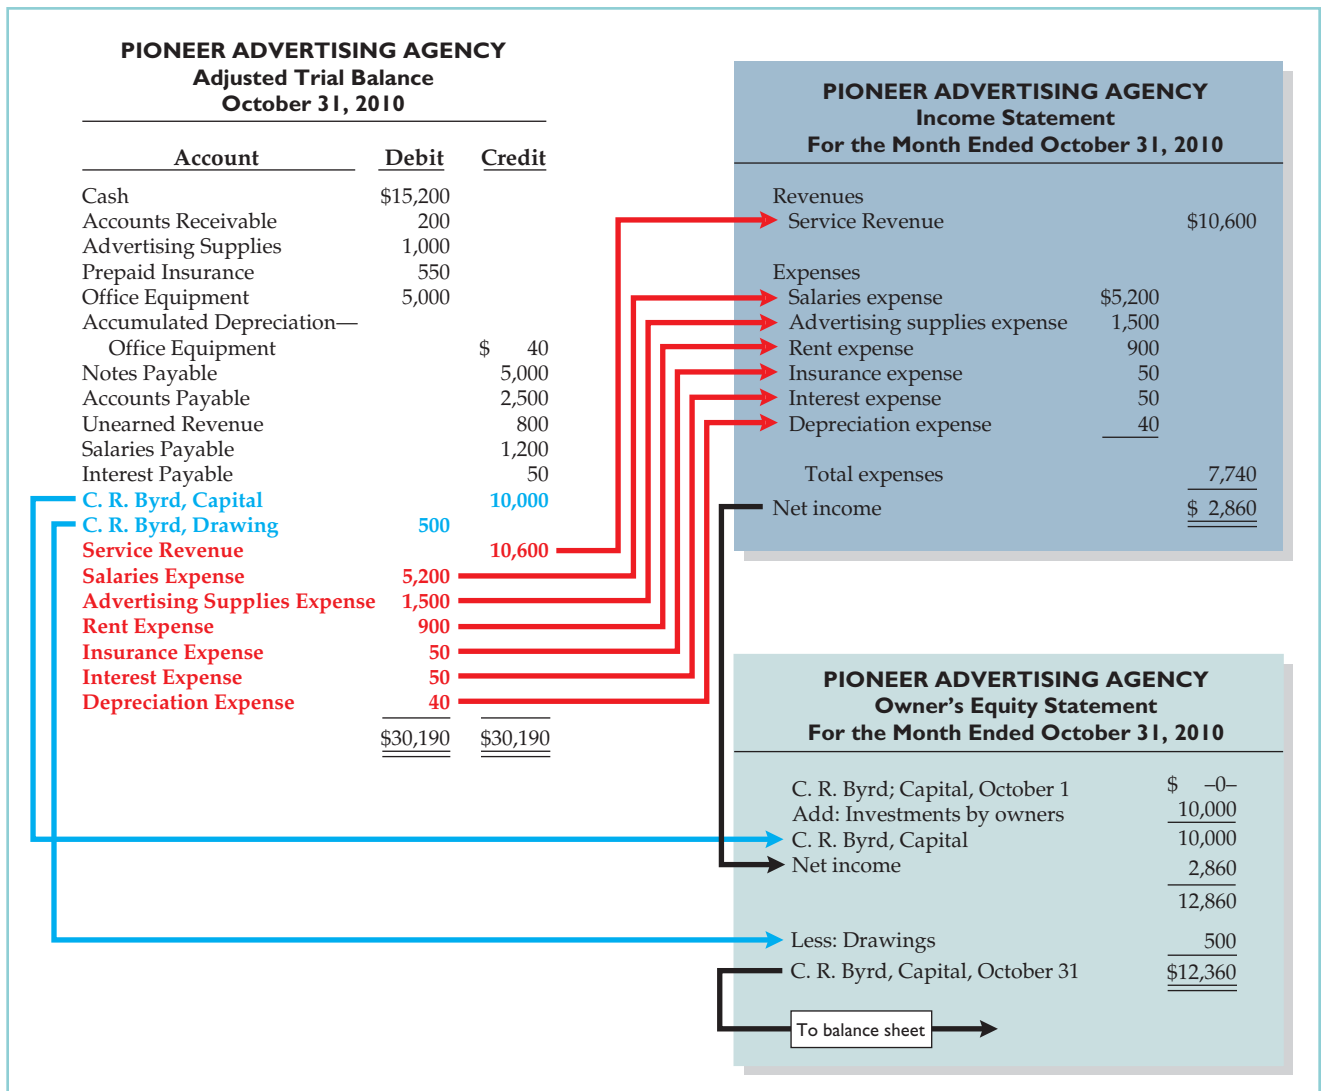 PIONEER ADVERTISING AGENCY
Adjusted Trial Balance
October 31, 2010
Account Debit Credit
Cash $15,200
Accounts Receivable 200
Advertising Supplies 1,000
Prepaid Insurance 550
Office Equipment 5,000
Accumulated Depreciation—
Office Equipment $ 40
Notes Payable 5,000
Accounts Payable 2,500
Unearned Revenue 800
Salaries Payable 1,200
Interest Payable 50
C. R. Byrd, Capital 10,000
C. R. Byrd, Drawing 500
Service Revenue 10,600
Salaries Expense 5,200
Advertising Supplies Expense 1,500
Rent Expense 900
Insurance Expense 50
Interest Expense 50
Depreciation Expense 40
$30,190 $30,190
PIONEER ADVERTISING AGENCY
Income Statement
For the Month Ended October 31, 2010
Revenues
Service Revenue $10,600
Expenses
Salaries expense $5,200
Advertising supplies expense 1,500
Rent expense 900
Insurance expense 50
Interest expense 50
Depreciation expense 40
Total expenses 7,740
Net income $ 2,860
PIONEER ADVERTISING AGENCY
Owner's Equity Statement
For the Month Ended October 31, 2010
C. R. Byrd; Capital, October 1 $ –0–
Add: Investments by owners 10,000
C. R. Byrd, Capital 10,000
Net income 2,860
12,860
Less: Drawings 500
C. R. Byrd, Capital, October 31 $12,360
To balance sheet